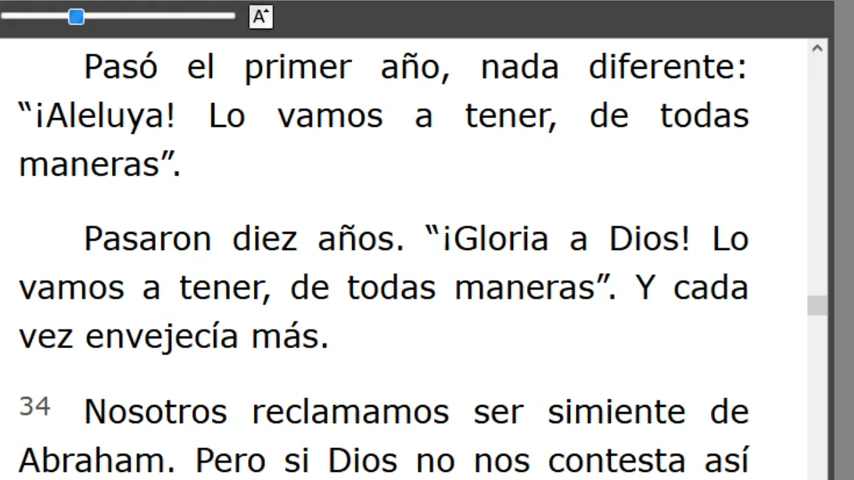 A
Pasó el primer año, nada diferente:
“¡Aleluya! Lo vamos a tener, de todas
maneras”.
Pasaron diez años. “¡Gloria a Dios! Lo
vamos a tener, de todas maneras”. Y cada
vez envejecía más.
34 Nosotros reclamamos ser simiente de
Abraham. Pero si Dios no nos contesta así